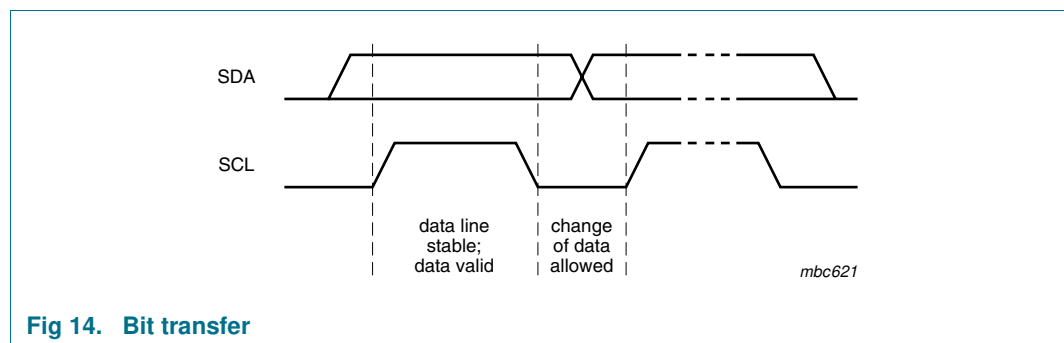 SDA
SCL
data line
stable;
data valid
change
of data
allowed
mbc621
Fig 14. Bit transfer